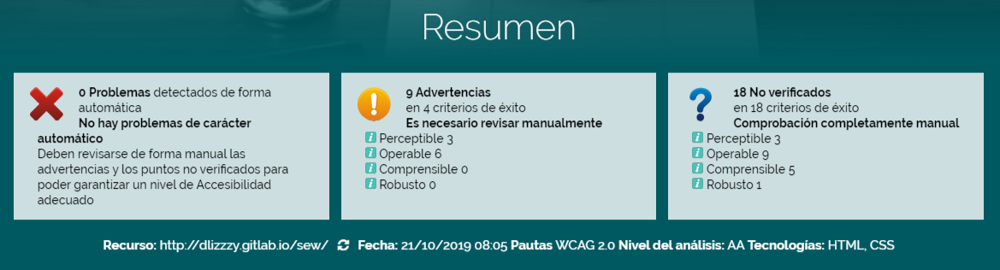 Resumen
0 Problemas detectados de forma
automática
No hay problemas de carácter
automático
Deben revisarse de forma manual las
advertencias y los puntos no verificados para
poder garantizar un nivel de Accesibilidad
adecuado
9 Advertencias
en 4 criterios de éxito
Es necesario revisar manualmente
Perceptible 3
Operable 6
Comprensible 0
Robusto 0
18 No verificados
en 18 criterios de éxito
Comprobación completamente manual
Perceptible 3
Operable 9
Comprensible 5
Robusto 1
Recurso: http://dlizzzy.gitlab.io/sew/ Fecha: 21/10/2019 08:05 Pautas WCAG 2.0 Nivel del análisis: AA Tecnologías: HTML, CSS